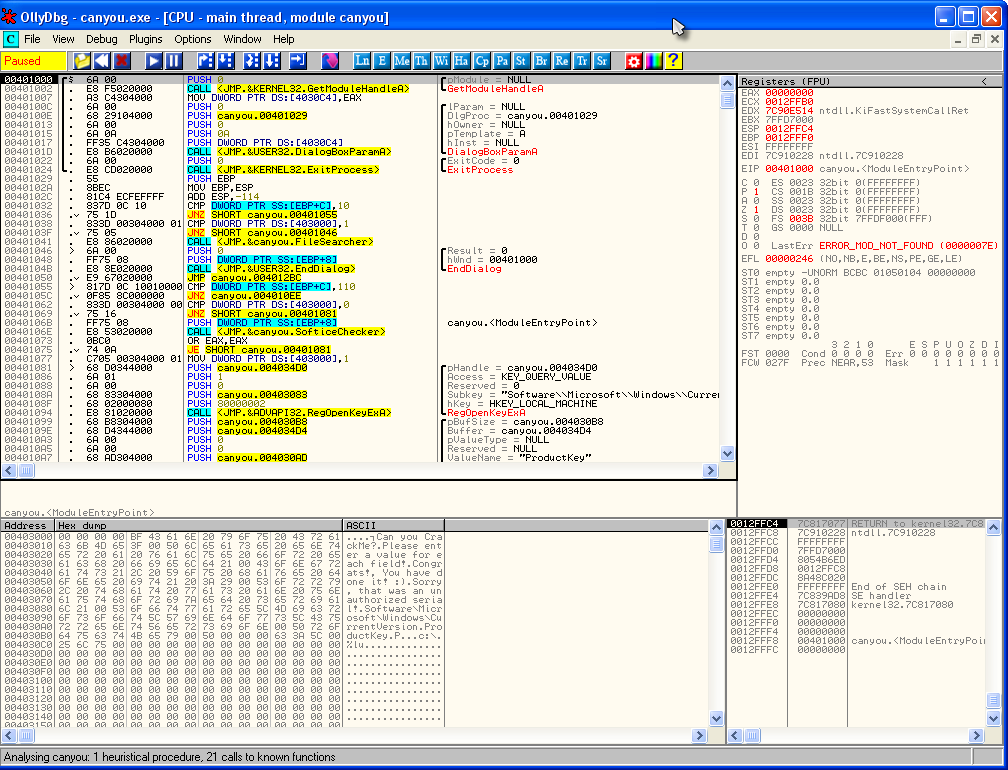 OllyDbg - canyou.exe - [CPU - main thread, module canyou]
File View Debug Plugins Options Window Help
Paused
Ln E Me Th Wi Ha Cp Pa St Br Re Te Sr
00401000 $ 6A 00 PUSH 0 pModule = NULL
00401002 . E8 F5020000 CALL <JMP.&KERNEL32.GetModuleHandleA> GetModuleHandleA
00401007 . A3 C4304000 MOV DWORD PTR DS:[4030C4],EAX
. 6A 00 PUSH 0 lParam = NULL
0040100E . 68 29104000 PUSH canyou.00401029 DlgProc = canyou.00401029
00401013 . 6A 00 PUSH 0 hOwner = NULL
00401015 . 6A 0A PUSH 0A pTemplate = A
00401017 . FF35 C4304000 PUSH DWORD PTR DS:[4030C4] hInst = NULL
0040101D . E8 B6020000 CALL <JMP.&USER32.DialogBoxParamA> DialogBoxParamA
00401022 . 6A 00 PUSH 0 ExitCode = 0
00401024 . E8 CD020000 CALL <JMP.&KERNEL32.ExitProcess> ExitProcess
00401029 . 55 PUSH EBP
0040102A . 8BEC MOV EBP,ESP
0040102C . 81C4 ECFEFFFF ADD ESP,-114
00401032 . 837D 0C 10 CMP DWORD PTR SS:[EBP+C],10
00401036 . 75 1D JNZ SHORT canyou.00401055
00401038 . 833D 00304000 01 CMP DWORD PTR DS:[403000],1
0040103F . 75 05 JNZ SHORT canyou.00401046
00401041 . E8 86020000 CALL <JMP.&canyou.FileSearcher>
00401046 > 6A 00 PUSH 0 Result = 0
00401048 . FF75 08 PUSH DWORD PTR SS:[EBP+8] hWnd = 00401000
0040104B . E8 8E020000 CALL <JMP.&USER32.EndDialog> EndDialog
00401050 . E9 67020000 JMP canyou.004012BC
00401055 > 817D 0C 10010000 CMP DWORD PTR SS:[EBP+C],110
0040105C . 0F85 8C000000 JNZ canyou.004010EE
00401062 . 833D 00304000 00 CMP DWORD PTR DS:[403000],0
00401069 . 75 16 JNZ SHORT canyou.00401081
0040106B . FF75 08 PUSH DWORD PTR SS:[EBP+8] canyou.<ModuleEntryPoint>
0040106E . E8 53020000 CALL <JMP.&canyou.SofticeChecker>
00401073 . 0BC0 OR EAX,EAX
00401075 . 74 0A JE SHORT canyou.00401081
00401077 . C705 00304000 01 MOV DWORD PTR DS:[403000],1
00401081 > 68 D0344000 PUSH canyou.004034D0 pHandle = canyou.004034D0
00401086 . 6A 01 PUSH 1 Access = KEY_QUERY_VALUE
00401088 . 6A 00 PUSH 0 Reserved = 0
0040108A . 68 83304000 PUSH canyou.00403083 Subkey = "Software\\Microsoft\\Windows\\Curre
0040108F . 68 02000080 PUSH 80000002 hKey = HKEY_LOCAL_MACHINE
00401094 . E8 81020000 CALL <JMP.&ADVAPI32.RegOpenKeyExA> RegOpenKeyExA
00401099 . 68 B8304000 PUSH canyou.004030B8 pBufSize = canyou.004030B8
0040109E . 68 D4344000 PUSH canyou.004034D4 Buffer = canyou.004034D4
004010A3 . 6A 00 PUSH 0 pValueType = NULL
004010A5 . 6A 00 PUSH 0 Reserved = NULL
004010A7 . 68 AD304000 PUSH canyou.004030AD ValueName = "ProductKey"
canyou.<ModuleEntryPoint>
Registers (FPU) <
EAX 00000000
ECX 0012FFB0
EDX 7C90E514 ntdll.KiFastSystemCallRet
EBX 7FFD7000
ESP 0012FFC4
EBP 0012FFF0
ESI FFFFFFFF
EDI 7C910228 ntdll.7C910228
EIP 00401000 canyou.<ModuleEntryPoint>
C 0 ES 0023 32bit 0(FFFFFFFF)
P 1 CS 001B 32bit 0(FFFFFFFF)
A 0 SS 0023 32bit 0(FFFFFFFF)
Z 1 DS 0023 32bit 0(FFFFFFFF)
S 0 FS 003B 32bit 7FFDF000(FFF)
T 0 GS 0000 NULL
D 0
O 0 LastErr ERROR_MOD_NOT_FOUND (0000007E)
EFL 00000246 (NO,NB,E,BE,NS,PE,GE,LE)
ST0 empty -UNORM BCBC 01050104 00000000
ST1 empty 0.0
ST2 empty 0.0
ST3 empty 0.0
ST4 empty 0.0
ST5 empty 0.0
ST6 empty 0.0
ST7 empty 0.0
3 2 1 0 E S P U O Z D I
FST 0000 Cond 0 0 0 0 Err 0 0 0 0 0 0 0 0
FCW 027F Prec NEAR,53 Mask 1 1 1 1 1 1
Address Hex dump ASCII
00403000 00 00 00 00 BF 43 61 6E 20 79 6F 75 20 43 72 61 ....┐Can you Cra
00403010 63 6B 4D 65 3F 00 50 6C 65 61 73 65 20 65 6E 74 ckMe?.Please ent
00403020 65 72 20 61 20 76 61 6C 75 65 20 66 6F 72 20 65 er a value for e
00403030 61 63 68 20 66 69 65 6C 64 21 00 43 6F 6E 67 72 ach field!.Congr
00403040 61 74 73 21 2C 20 59 6F 75 20 68 61 76 65 20 64 ats!, You have d
00403050 6F 6E 65 20 69 74 21 20 3A 29 00 53 6F 72 72 79 one it! :).Sorry
00403060 2C 20 74 68 61 74 20 77 61 73 20 61 6E 20 75 6E , that was an un
00403070 61 75 74 68 6F 72 69 7A 65 64 20 73 65 72 69 61 authorized seria
00403080 6C 21 00 53 6F 66 74 77 61 72 65 5C 4D 69 63 72 l!.Software\Micr
00403090 6F 73 6F 66 74 5C 57 69 6E 64 6F 77 73 5C 43 75 osoft\Windows\Cu
004030A0 72 72 65 6E 74 56 65 72 73 69 6F 6E 00 50 72 6F rrentVersion.Pro
004030B0 64 75 63 74 4B 65 79 00 50 00 00 00 63 3A 5C 00 ductKey.P...c:\.
004030C0 25 6C 75 00 00 00 00 00 00 00 00 00 00 00 00 00 %lu.............
004030D0 00 00 00 00 00 00 00 00 00 00 00 00 00 00 00 00 ................
004030E0 00 00 00 00 00 00 00 00 00 00 00 00 00 00 00 00 ................
004030F0 00 00 00 00 00 00 00 00 00 00 00 00 00 00 00 00 ................
00403100 00 00 00 00 00 00 00 00 00 00 00 00 00 00 00 00 ................
00403110 00 00 00 00 00 00 00 00 00 00 00 00 00 00 00 00 ................
00403120 00 00 00 00 00 00 00 00 00 00 00 00 00 00 00 00 ................
00403130 00 00 00 00 00 00 00 00 00 00 00 00 00 00 00 00 ................
00403140 00 00 00 00 00 00 00 00 00 00 00 00 00 00 00 00 ................
0012FFC4 7C817077 RETURN to kernel32.7C8
0012FFC8 7C910228 ntdll.7C910228
0012FFCC FFFFFFFF
0012FFD0 7FFD7000
0012FFD4 8054B6ED
0012FFD8 0012FFC8
0012FFDC 8A48C020
0012FFE0 FFFFFFFF End of SEH chain
0012FFE4 7C839AD8 SE handler
0012FFE8 7C817080 kernel32.7C817080
0012FFEC 00000000
0012FFF0 00000000
0012FFF4 00000000
0012FFF8 00401000 canyou.<ModuleEntryPoi
0012FFFC 00000000
Analysing canyou: 1 heuristical procedure, 21 calls to known functions